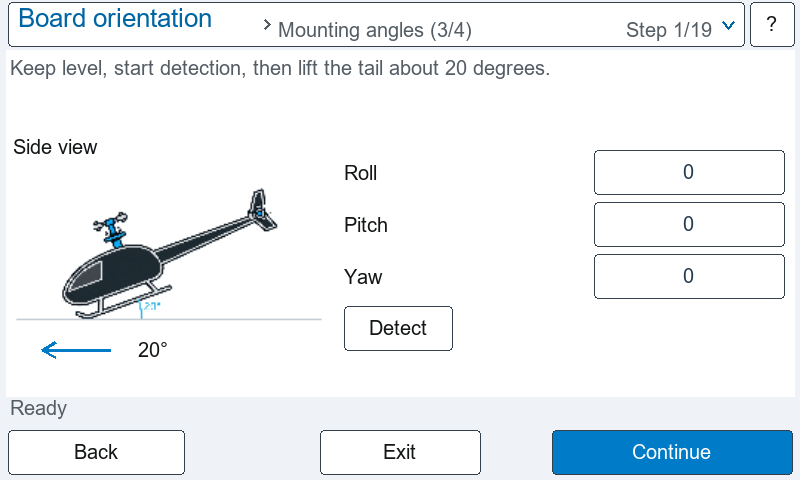 Board orientation
> Mounting angles (3/4)
Step 1/19
?
Keep level, start detection, then lift the tail about 20 degrees.
Side view
Roll
0
Pitch
0
Yaw
0
20°
20°
Detect
Ready
Back
Exit
Continue